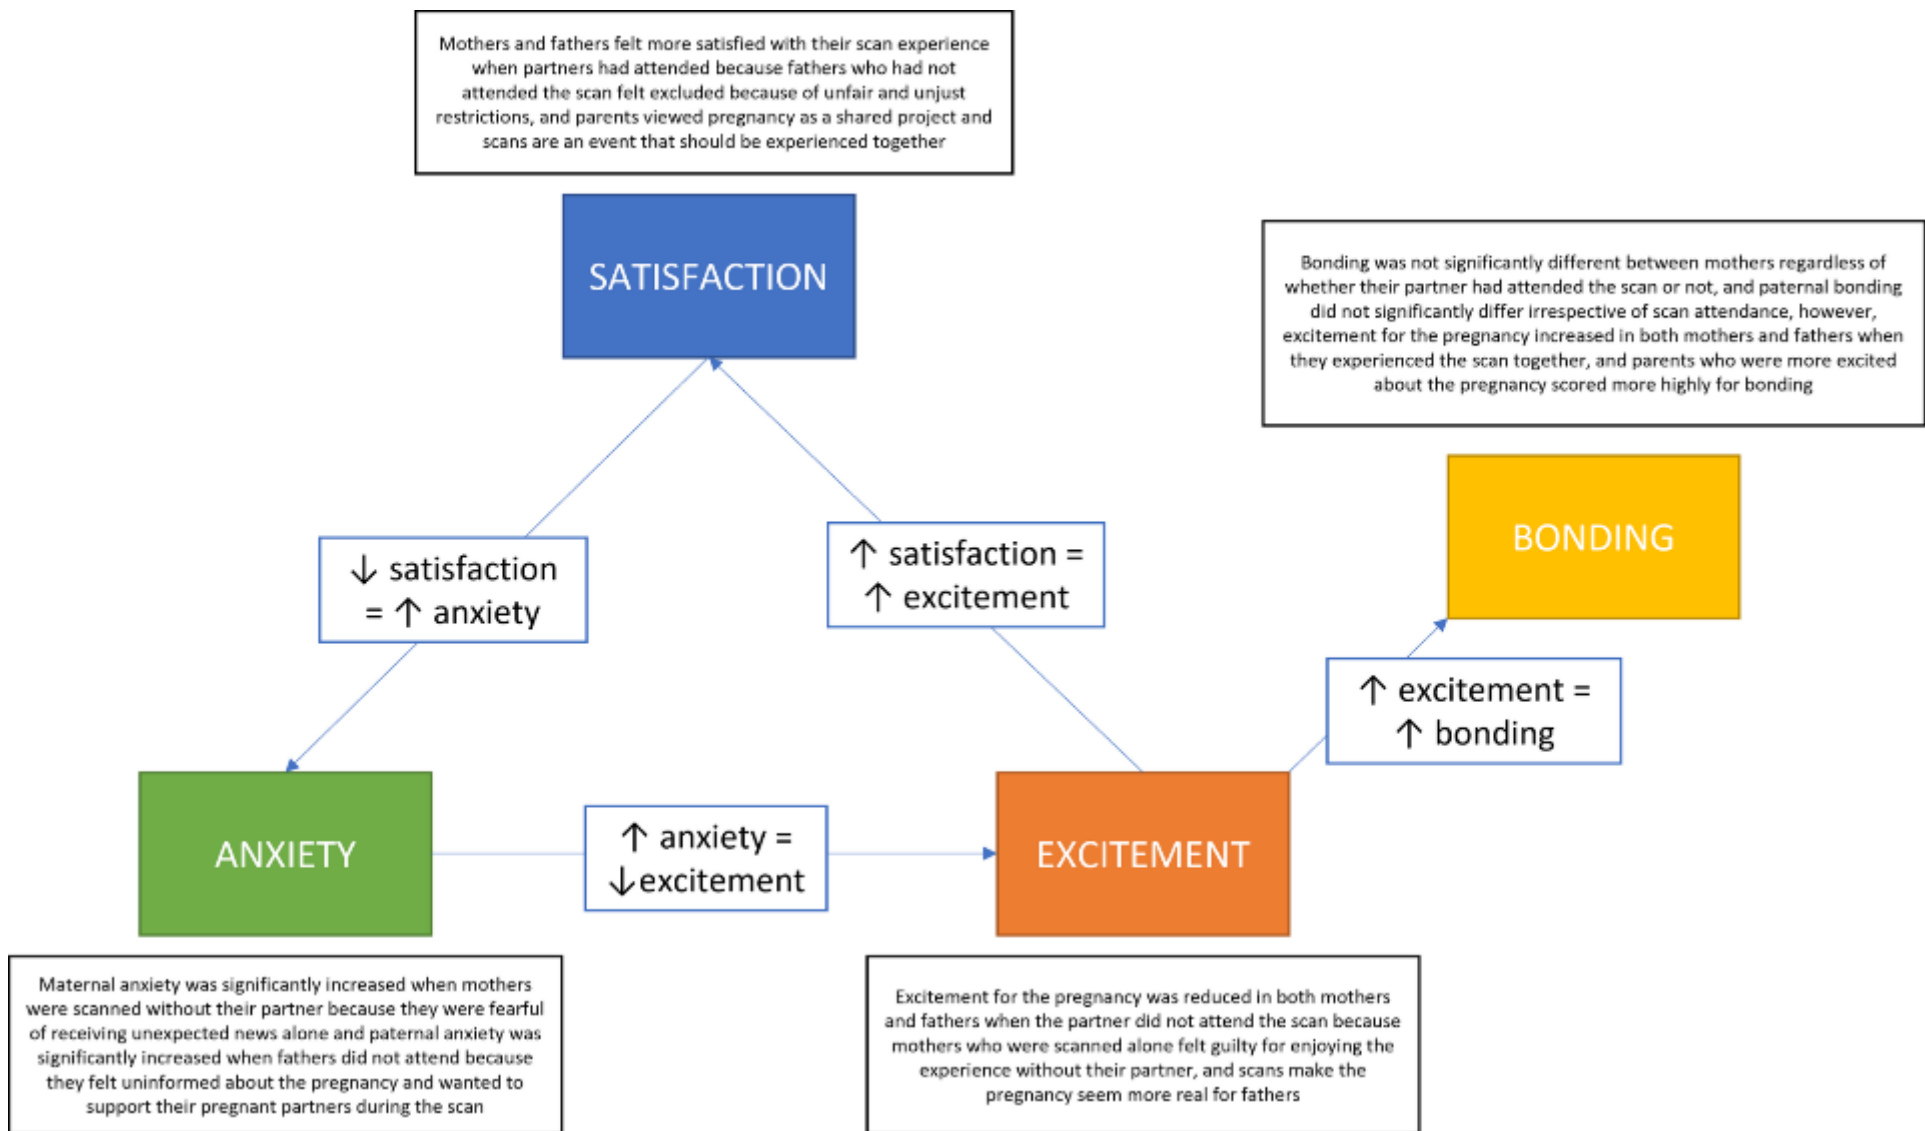 Mothers and fathers felt more satisfied with their scan experience
when partners had attended because fathers who had not
attended the scan felt excluded because of unfair and unjust
restrictions, and parents viewed pregnancy as a shared project and
scans are an event that should be experienced together
SATISFACTION
Bonding was not significantly different between mothers regardless of
whether their partner had attended the scan or not, and paternal bonding
did not significantly differ irrespective of scan attendance, however,
excitement for the pregnancy increased in both mothers and fathers when
they experienced the scan together, and parents who were more excited
about the pregnancy scored more highly for bonding
BONDING
↓ satisfaction
= ↑ anxiety
↑ satisfaction =
↑ excitement
↑ excitement =
↑ bonding
ANXIETY
↑ anxiety =
↓excitement
EXCITEMENT
Maternal anxiety was significantly increased when mothers
were scanned without their partner because they were fearful
of receiving unexpected news alone and paternal anxiety was
significantly increased when fathers did not attend because
they felt uninformed about the pregnancy and wanted to
support their pregnant partners during the scan
Excitement for the pregnancy was reduced in both mothers
and fathers when the partner did not attend the scan because
mothers who were scanned alone felt guilty for enjoying the
experience without their partner, and scans make the
pregnancy seem more real for fathers